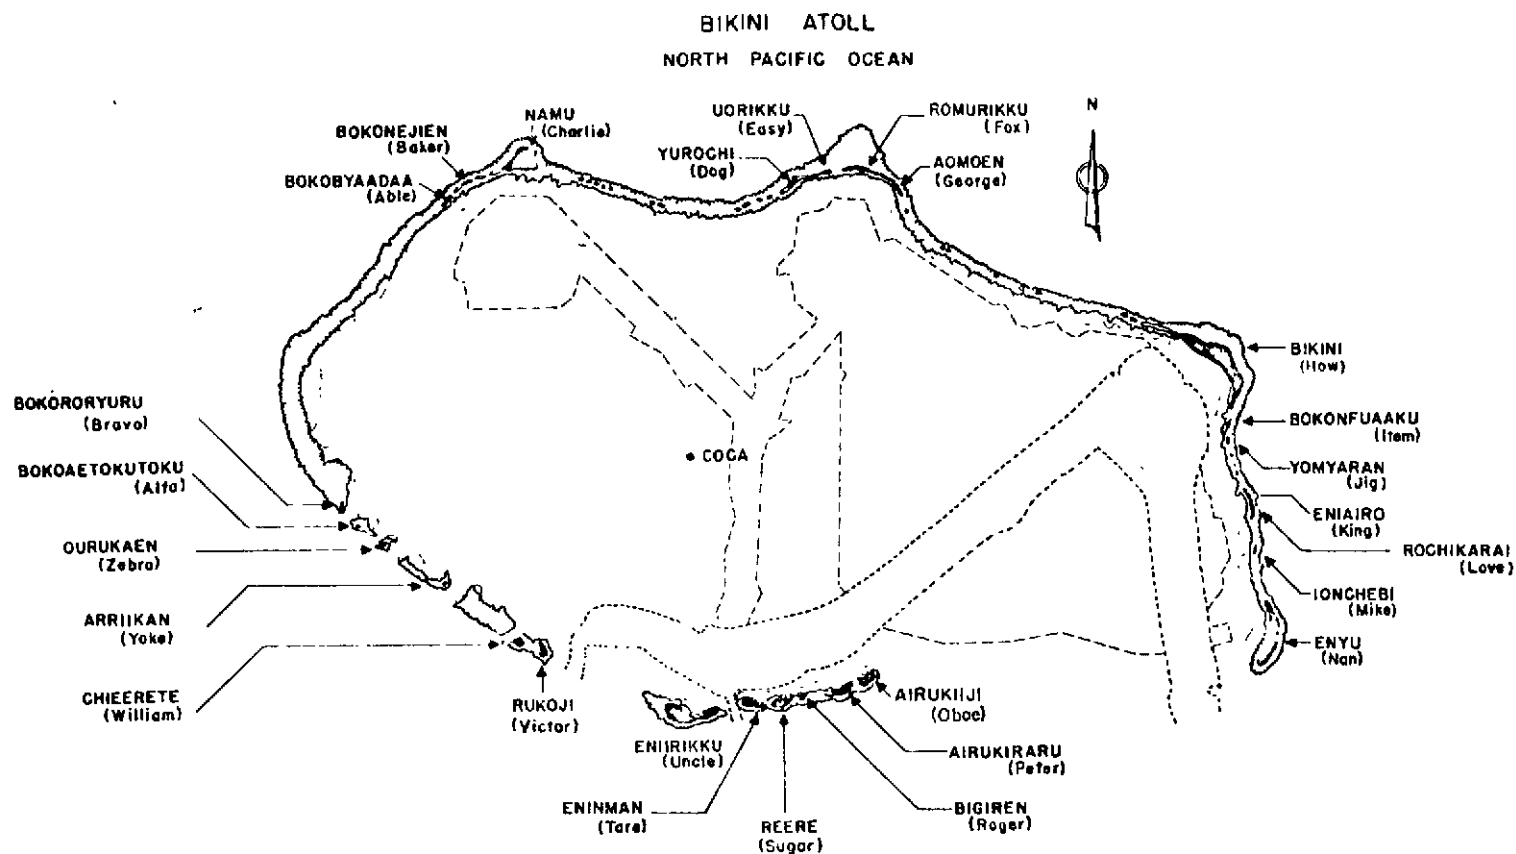 BIKINI ATOLL
NORTH PACIFIC OCEAN
N
NAMU
(Charlie)
BOKONEJIEN
(Baker)
BOKOBYAADAA
(Able)
UORIKKU
(Easy)
YUROCHI
(Dog)
ROMURIKKU
(Fox)
AOMOEN
(George)
BIKINI
(How)
BOKONFUAAKU
(Item)
YOMYARAN
(Jig)
ENIAIRO
(King)
ROCHIKARAI
(Love)
IONCHEBI
(Mike)
ENYU
(Nan)
COCA
BOKORORYURU
(Bravo)
BOKOAETOKUTOKU
(Alfa)
OURUKAEN
(Zebra)
ARRIIKAN
(Yoke)
CHIEERETE
(William)
RUKOJI
(Victor)
ENIIRIKKU
(Uncle)
ENINMAN
(Tare)
REERE
(Sugar)
BIGIREN
(Roger)
AIRUKIRARU
(Peter)
AIRUKIIJI
(Oboe)